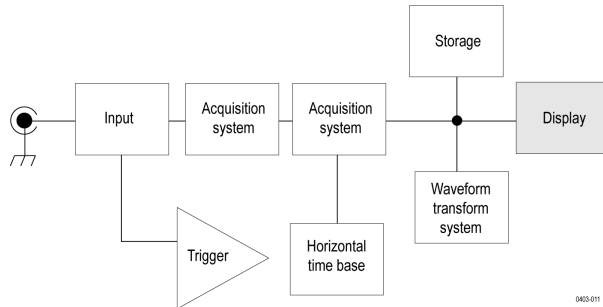 Storage
Input
Acquisition
system
Acquisition
system
Display
Waveform
transform
system
Trigger
Horizontal
time base
0403-011